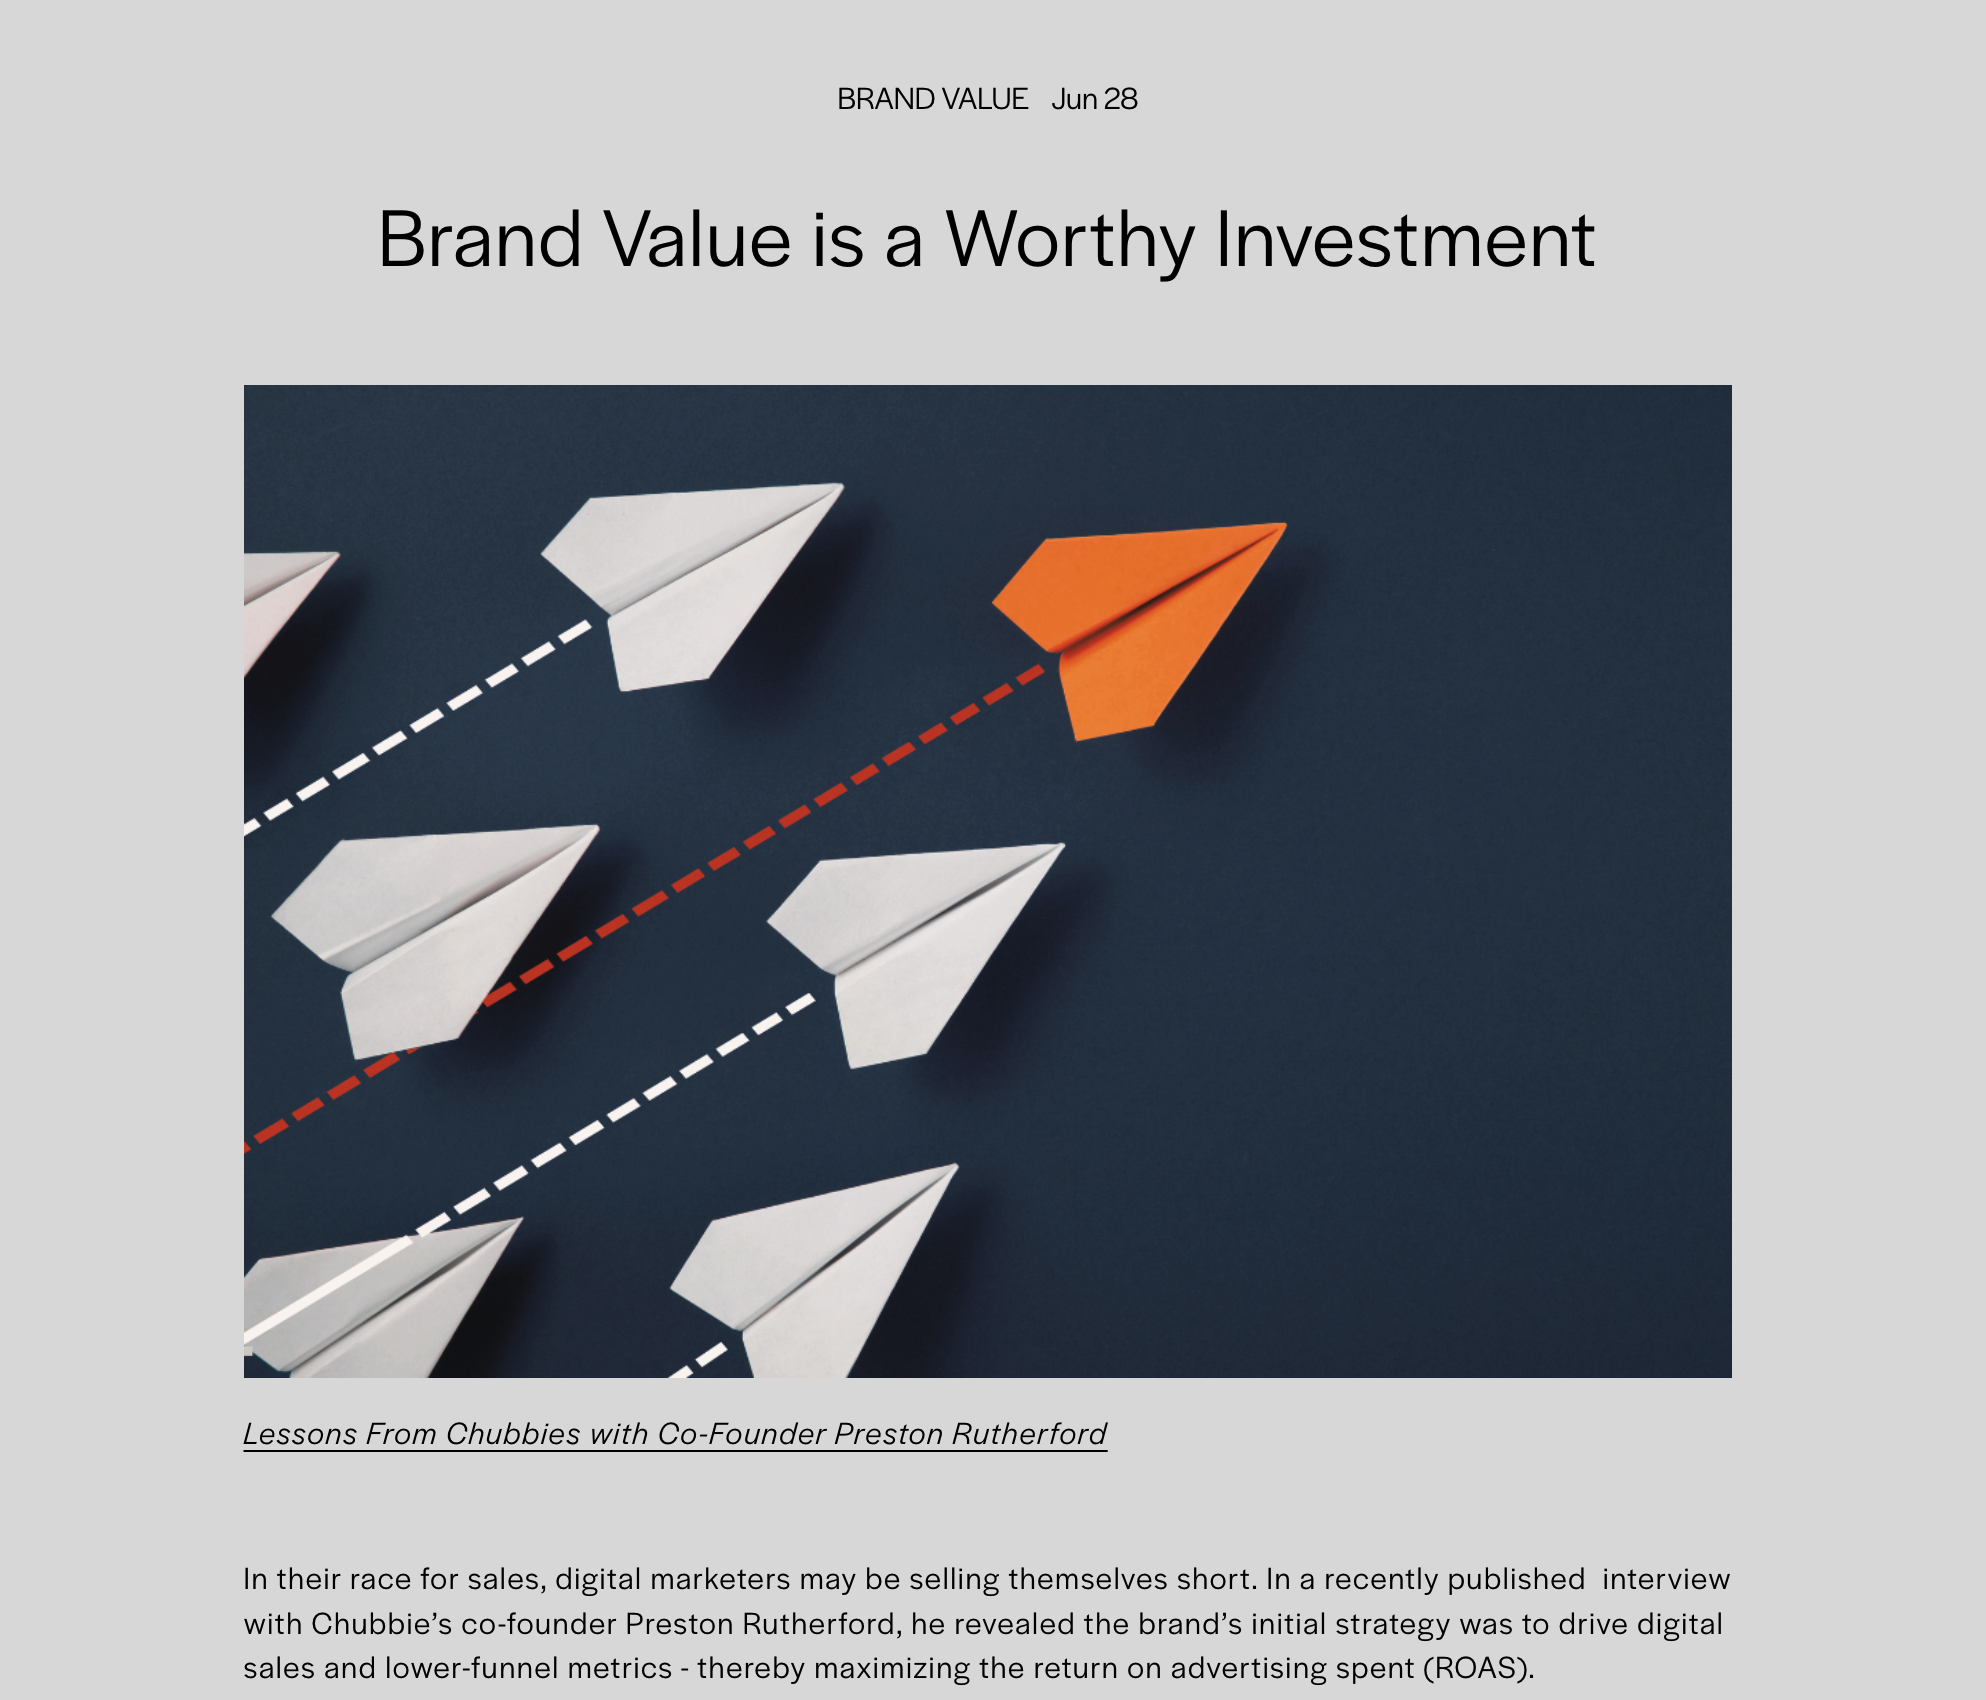 BRAND VALUE Jun 28
Brand Value is a Worthy Investment
Lessons From Chubbies with Co-Founder Preston Rutherford
In their race for sales, digital marketers may be selling themselves short. In a recently published  interview
with Chubbie’s co-founder Preston Rutherford, he revealed the brand’s initial strategy was to drive digital
sales and lower-funnel metrics - thereby maximizing the return on advertising spent (ROAS).